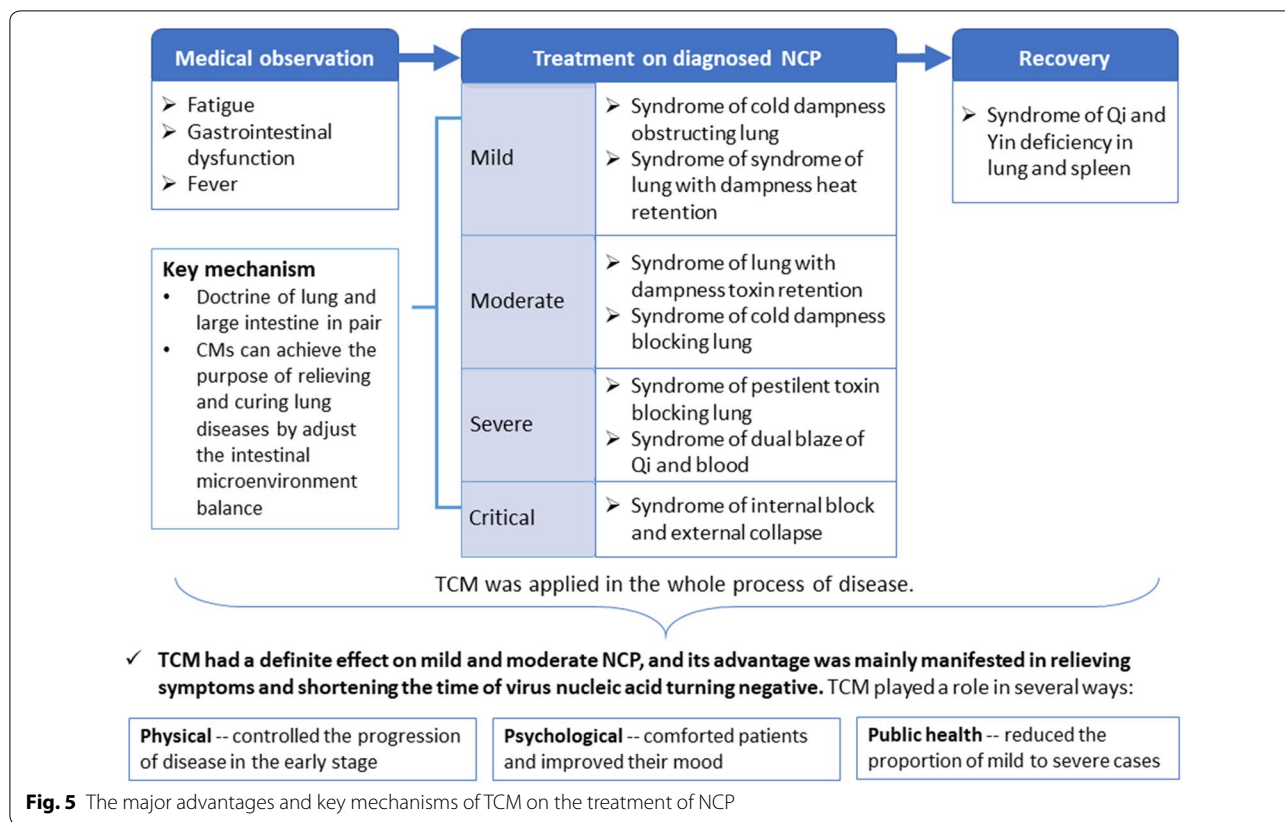 Medical observation
➢ Fatigue
➢ Gastrointestinal
dysfunction
➢ Fever
Key mechanism
• Doctrine of lung and
large intestine in pair
• CMs can achieve the
purpose of relieving
and curing lung
diseases by adjust
the intestinal
microenvironment
balance
Treatment on diagnosed NCP
Mild
➢ Syndrome of cold dampness
obstructing lung
➢ Syndrome of syndrome of
lung with dampness heat
retention
Moderate
➢ Syndrome of lung with
dampness toxin retention
➢ Syndrome of cold dampness
blocking lung
Severe
➢ Syndrome of pestilent toxin
blocking lung
➢ Syndrome of dual blaze of
Qi and blood
Critical
➢ Syndrome of internal block
and external collapse
Recovery
➢ Syndrome of Qi and
Yin deficiency in
lung and spleen
TCM was applied in the whole process of disease.
✓ TCM had a definite effect on mild and moderate NCP, and its advantage was mainly manifested in relieving
symptoms and shortening the time of virus nucleic acid turning negative. TCM played a role in several ways:
Physical -- controlled the progression
of disease in the early stage
Psychological -- comforted patients
and improved their mood
Public health -- reduced the
proportion of mild to severe cases
Fig. 5 The major advantages and key mechanisms of TCM on the treatment of NCP